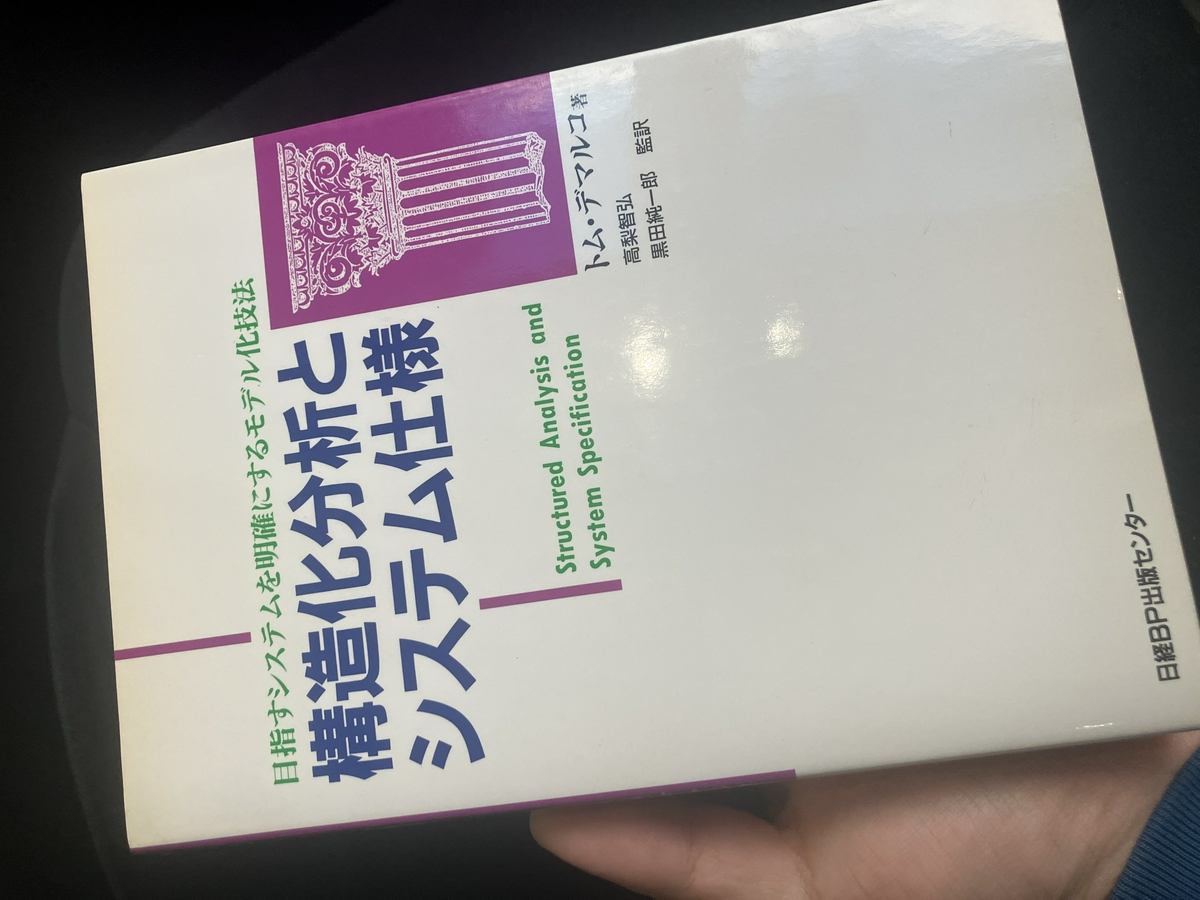 目指すシステムを明確にするモデル化技法
構造化分析と
システム仕様
Structured Analysis and
System Specification
トム・デマルコ著
高梨智弘
黒田純一郎 監訳
日経BP出版センター